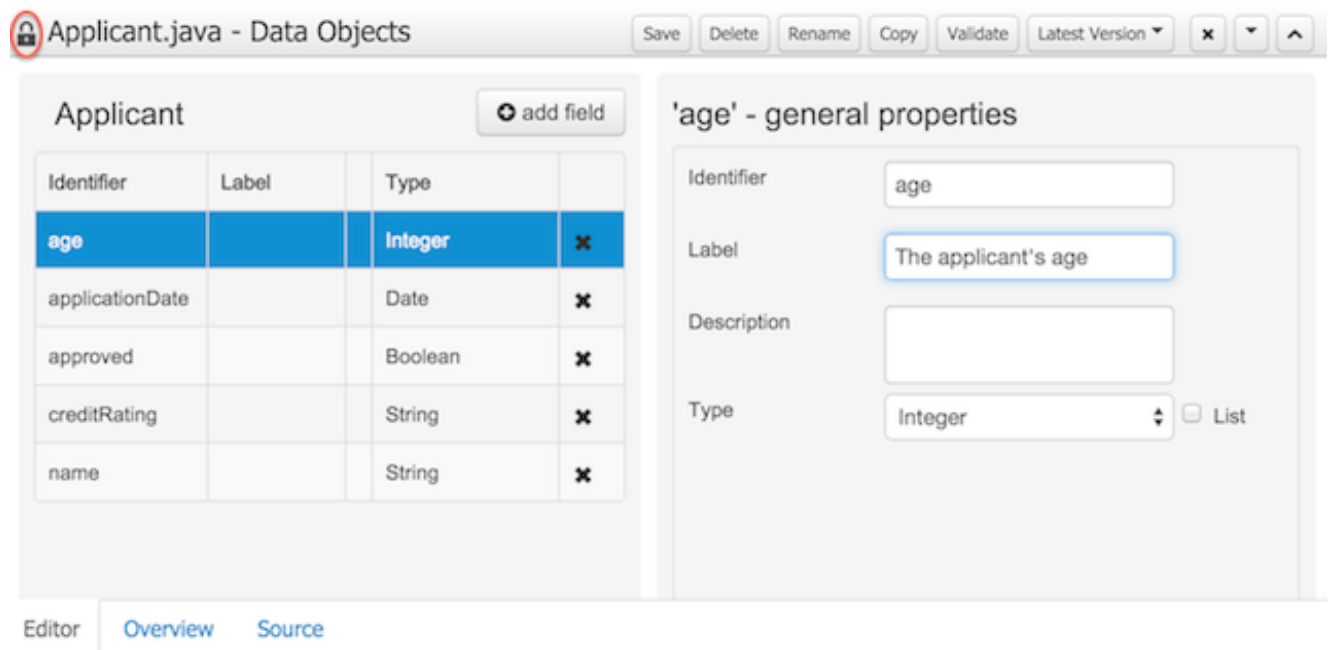 Applicant.java - Data Objects
Save Delete Rename Copy Validate Latest Version
Applicant
add field
Identifier Label Type
age Integer
applicationDate Date
approved Boolean
creditRating String
name String
'age' - general properties
Identifier age
Label The applicant's age
Description
Type Integer List
Editor Overview Source